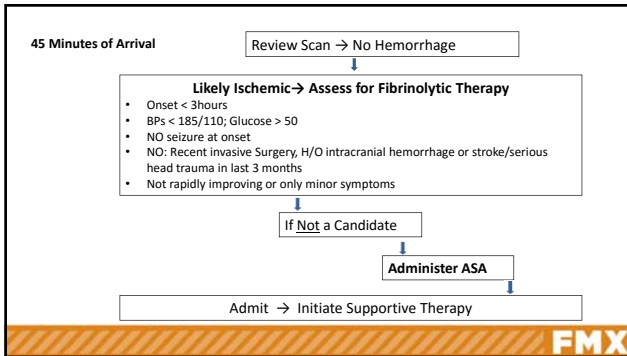 45 Minutes of Arrival
Review Scan → No Hemorrhage
Likely Ischemic→ Assess for Fibrinolytic Therapy
• Onset < 3hours
• BPs < 185/110; Glucose > 50
• NO seizure at onset
• NO: Recent invasive Surgery, H/O intracranial hemorrhage or stroke/serious
head trauma in last 3 months
• Not rapidly improving or only minor symptoms
If Not a Candidate
Administer ASA
Admit → Initiate Supportive Therapy
FMX